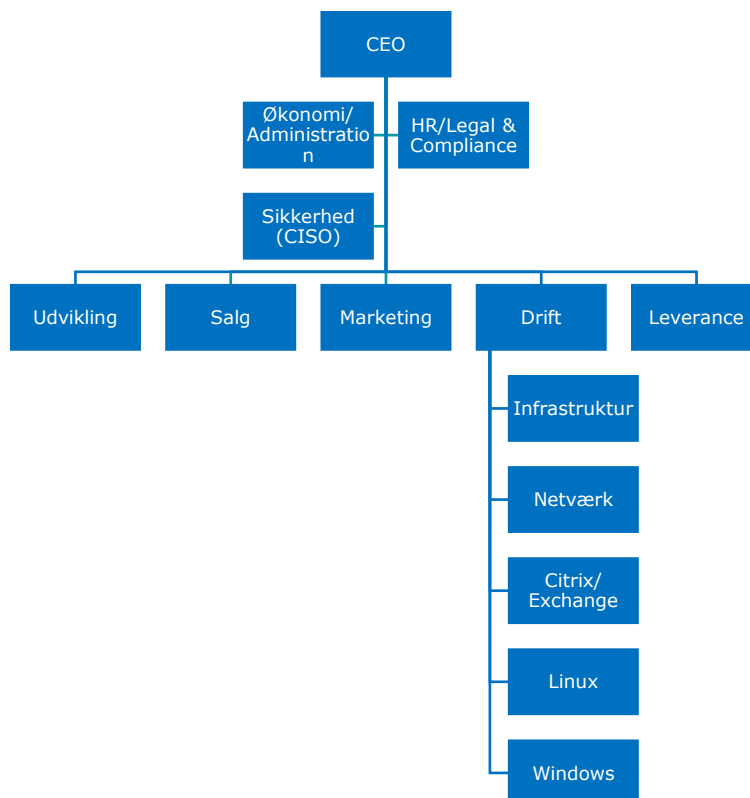 CEO
Økonomi/
Administratio
n
HR/Legal &
Compliance
Sikkerhed
(CISO)
Udvikling
Salg
Marketing
Drift
Leverance
Infrastruktur
Netværk
Citrix/
Exchange
Linux
Windows